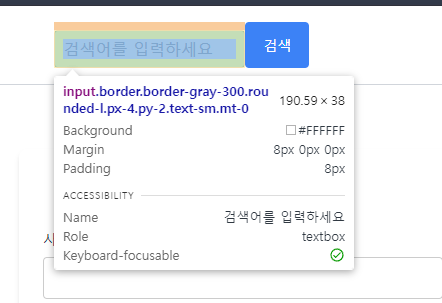 검색어를 입력하세요
검색
input.border.border-gray-300.rou
nded-l.px-4.py-2.text-sm.mt-0
190.59 × 38
Background #FFFFFF
Margin 8px 0px 0px
Padding 8px
ACCESSIBILITY
Name 검색어를 입력하세요
Role textbox
Keyboard-focusable